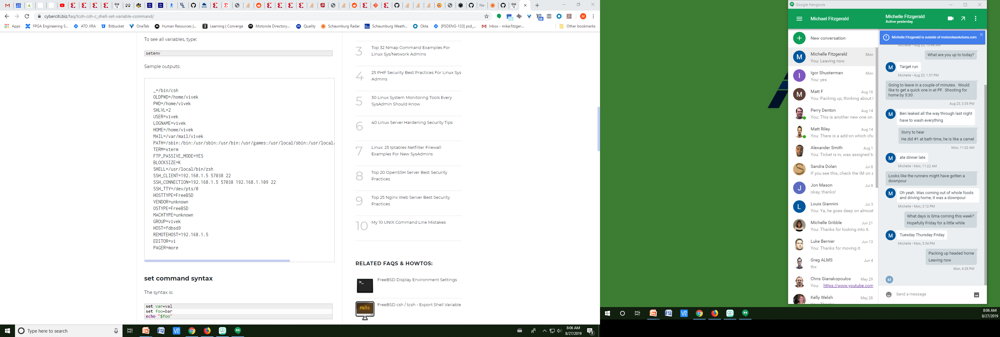 27
EDA
Ne
cyberciti.biz/faq/tcsh-csh-c_shell-set-variable-command/
Apps
FPGA Engineering S...
ATD JIRA
Bitbucket
OneTab
Human Resources |...
Learning | Converge
Motorola Directory...
Quality
Schaumburg Radar
Schaumburg Weath...
Okta
[PSDENG-133] psd_...
Inbox - mike.fitzger...
Other bookmarks
To see all variables, type:
setenv
Sample outputs:
_=/bin/csh
OLDPWD=/home/vivek
PWD=/home/vivek
SHLVL=2
USER=vivek
LOGNAME=vivek
HOME=/home/vivek
MAIL=/var/mail/vivek
PATH=/sbin:/bin:/usr/sbin:/usr/bin:/usr/games:/usr/local/sbin:/usr/local/
TERM=xterm
FTP_PASSIVE_MODE=YES
BLOCKSIZE=K
SHELL=/usr/local/bin/zsh
SSH_CLIENT=192.168.1.5 57038 22
SSH_CONNECTION=192.168.1.5 57038 192.168.1.109 22
SSH_TTY=/dev/pts/0
HOSTTYPE=FreeBSD
VENDOR=unknown
OSTYPE=FreeBSD
MACHTYPE=unknown
GROUP=vivek
HOST=fdbsd9
REMOTEHOST=192.168.1.5
EDITOR=vi
PAGER=more
set command syntax
The syntax is:
set var=val
set foo=bar
echo "$foo"
3
Top 32 Nmap Command Examples For
Linux Sys/Network Admins
4
25 PHP Security Best Practices For Linux Sys
Admins
5
30 Linux System Monitoring Tools Every
SysAdmin Should Know
6
40 Linux Server Hardening Security Tips
7
Linux: 25 Iptables Netfilter Firewall
Examples For New SysAdmins
8
Top 20 OpenSSH Server Best Security
Practices
9
Top 25 Nginx Web Server Best Security
Practices
10
My 10 UNIX Command Line Mistakes
RELATED FAQS & HOWTOS:
FreeBSD Display Environment Settings
Hello
FreeBSD csh / tcsh - Export Shell Variable
Type here to search
8:06 AM
8/27/2019
3
Google Hangouts
Michael Fitzgerald
New conversation
M
Michelle Fitzgerald
Mon
You: Leaving now
I
Igor Shusterman
Mon
You: yes
M
Matt F
Aug 16
You: Packing up, thinking about
Perry Denton
Aug 14
You: This is another new one on
Matt Riley
Aug 14
You: There is a add-on which cha
Alexander Smith
Aug 1
You: Ticket is in, was assigned to
Sandra Dolan
Jul 8
If you see this, check the IM on a
J
Jon Mason
Jul 8
okay, thanks!
L
Louis Giannini
Jul 3
You: Ya, he goes deep on almost
Michelle Gribble
Jun 21
You: Thanks for looking into it.
Luke Bernier
Jun 13
You: Thanks for moving it.
Greg ALMS
Jun 4
thx
Chris Gianakopoulos
May 29
You: https://www.youtube.com
Kelly Welsh
May 28
Michelle Fitzgerald
Active yesterday
Michelle Fitzgerald is outside of motorolasolutions.com
Michelle • Aug 23, 10:46 AM
What are you up to today?
M
Target run
Michelle • Aug 23, 1:37 PM
Going to leave in a couple of minutes. Would
like to get a quick one in at PF. Shooting for
home by 5:30
Aug 23, 3:35 PM
M
Ben leaked all the way through last night
have to wash everything
Sorry to hear
He did #1 at bath time, he is like a camel
Mon, 11:02 AM
M
ate dinner late
Michelle • Mon, 11:22 AM
Looks like the runners might have gotten a
downpour
M
Oh yeah. Was coming out of whole foods
and driving home, it was a downpour
Michelle • Mon, 3:12 PM
What days is Gma coming this week?
Hopefully Friday for a little while
M
Tuesday Thursday Friday
Michelle • Mon, 3:34 PM
Packing up headed home
Leaving now
Mon, 4:35 PM
M
Send a message
8:06 AM
8/27/2019